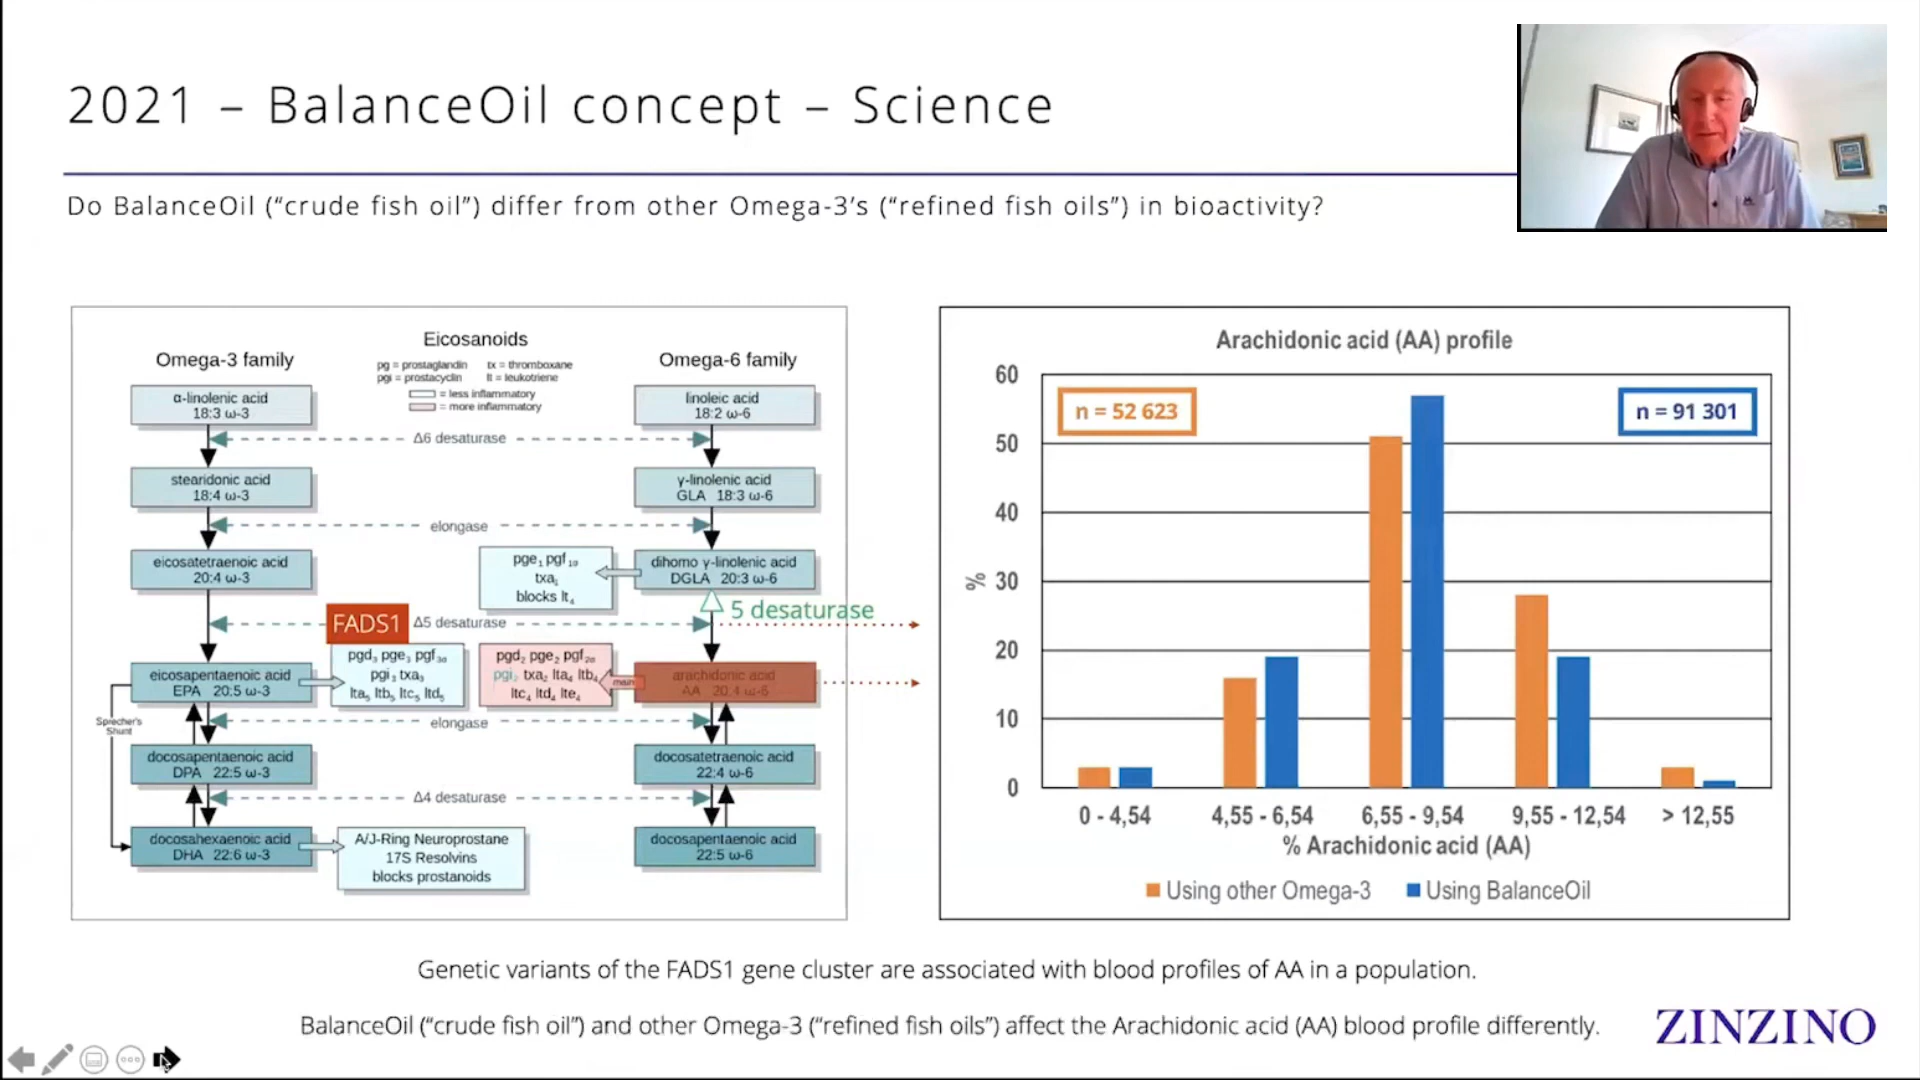 2021 – BalanceOil concept – Science
Do BalanceOil (“crude fish oil”) differ from other Omega-3’s (“refined fish oils”) in bioactivity?
Eicosanoids
Omega-3 family
Omega-6 family
pg = prostaglandin tx = thromboxane
pgi = prostacyclin lt = leukotriene
= less inflammatory
= more inflammatory
α-linolenic acid
18:3 ω-3
linoleic acid
18:2 ω-6
Δ6 desaturase
stearidonic acid
18:4 ω-3
γ-linolenic acid
GLA 18:3 ω-6
elongase
eicosatetraenoic acid
20:4 ω-3
pge₁ pgf₁α
txa₁
blocks lt₄
dihomo γ-linolenic acid
DGLA 20:3 ω-6
5 desaturase
FADS1
Δ5 desaturase
eicosapentaenoic acid
EPA 20:5 ω-3
pgd₃ pge₃ pgf₃α
pgi₃ txa₃
lta₅ ltb₅ ltc₅ ltd₅
pgd₂ pge₂ pgf₂α
pgi₂ txa₂ lta₄ ltb₄
ltc₄ ltd₄ lte₄
main
arachidonic acid
AA 20:4 ω-6
Sprecher's
Shunt
elongase
docosapentaenoic acid
DPA 22:5 ω-3
docosatetraenoic acid
22:4 ω-6
Δ4 desaturase
docosahexaenoic acid
DHA 22:6 ω-3
A/J-Ring Neuroprostane
17S Resolvins
blocks prostanoids
docosapentaenoic acid
22:5 ω-6
Arachidonic acid (AA) profile
n = 52 623
n = 91 301
60
50
40
30
20
10
0
%
0 - 4,54 4,55 - 6,54 6,55 - 9,54 9,55 - 12,54 > 12,55
% Arachidonic acid (AA)
Using other Omega-3 Using BalanceOil
Genetic variants of the FADS1 gene cluster are associated with blood profiles of AA in a population.
BalanceOil (“crude fish oil”) and other Omega-3 (“refined fish oils”) affect the Arachidonic acid (AA) blood profile differently.
ZINZINO